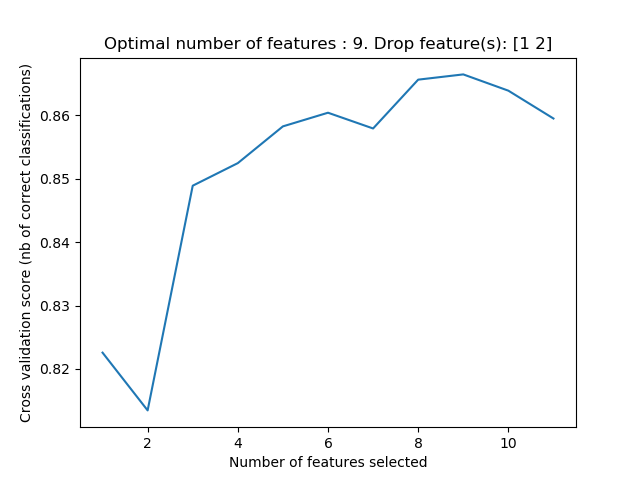 Optimal number of features : 9. Drop feature(s): [1 2]
Cross validation score (nb of correct classifications)
0.86
0.85
0.84
0.83
0.82
2 4 6 8 10
Number of features selected